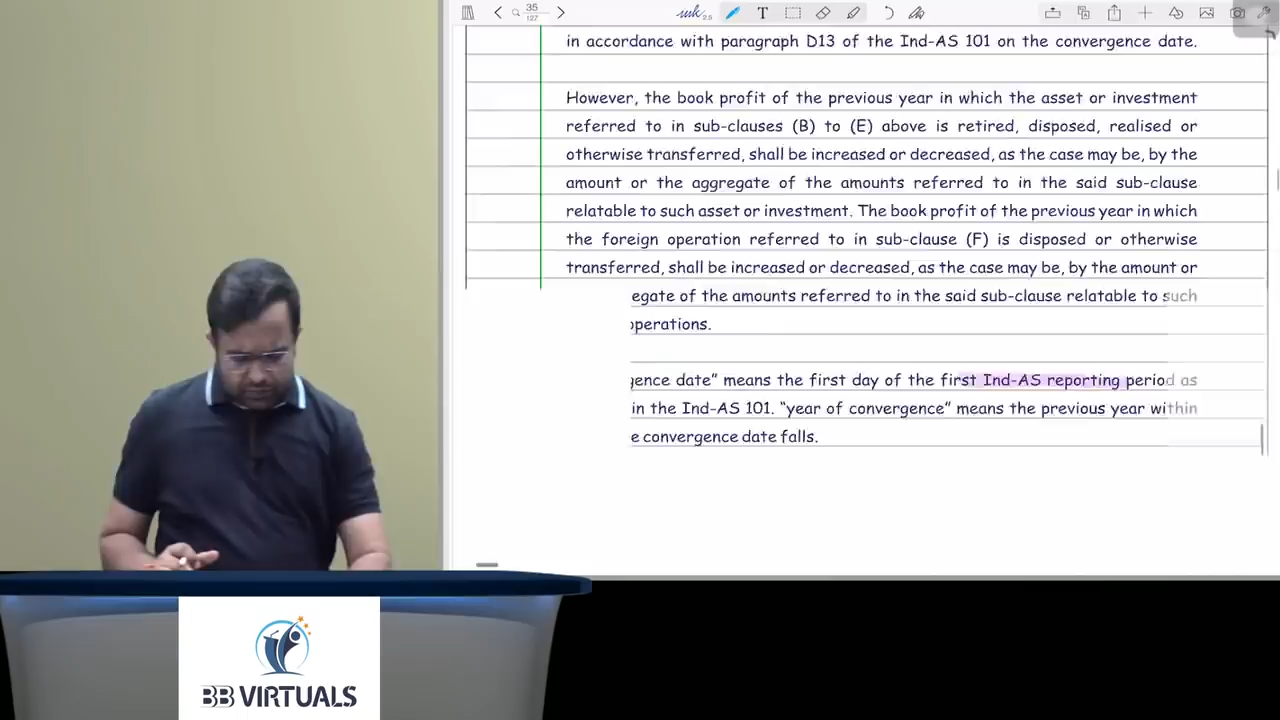 35
127
2.5
T
in accordance with paragraph D13 of the Ind-AS 101 on the convergence date.
However, the book profit of the previous year in which the asset or investment
referred to in sub-clauses (B) to (E) above is retired, disposed, realised or
otherwise transferred, shall be increased or decreased, as the case may be, by the
amount or the aggregate of the amounts referred to in the said sub-clause
relatable to such asset or investment. The book profit of the previous year in which
the foreign operation referred to in sub-clause (F) is disposed or otherwise
transferred, shall be increased or decreased, as the case may be, by the amount or
egate of the amounts referred to in the said sub-clause relatable to such
operations.
gence date” means the first day of the first Ind-AS reporting period as
in the Ind-AS 101. “year of convergence” means the previous year within
e convergence date falls.
BB VIRTUALS